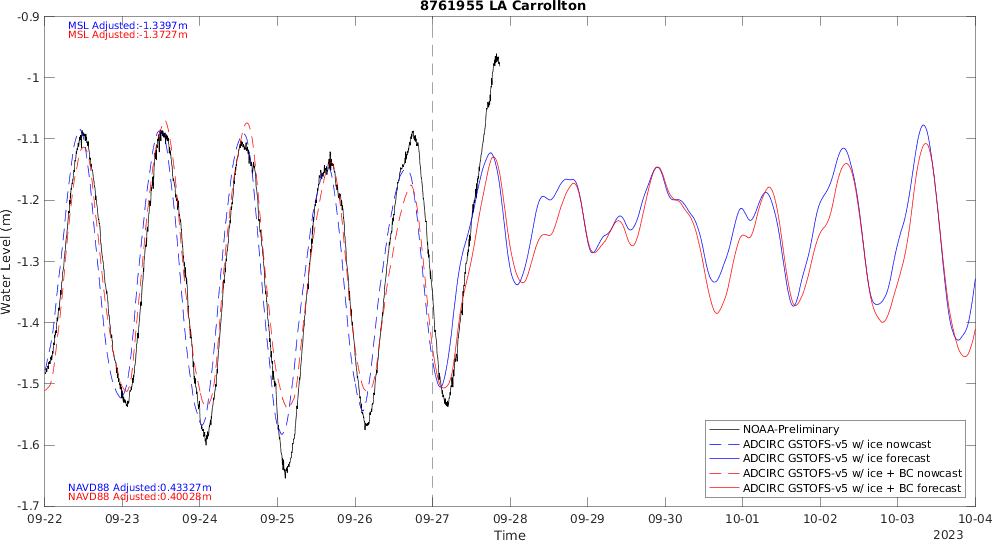 8761955 LA Carrollton
MSL Adjusted:-1.3397m
MSL Adjusted:-1.3727m
-0.9
-1
-1.1
-1.2
-1.3
-1.4
-1.5
-1.6
-1.7
Water Level (m)
NOAA-Preliminary
ADCIRC GSTOFS-v5 w/ ice nowcast
ADCIRC GSTOFS-v5 w/ ice forecast
ADCIRC GSTOFS-v5 w/ ice + BC nowcast
ADCIRC GSTOFS-v5 w/ ice + BC forecast
NAVD88 Adjusted:0.43327m
NAVD88 Adjusted:0.40028m
09-22 09-23 09-24 09-25 09-26 09-27 09-28 09-29 09-30 10-01 10-02 10-03 10-04
Time
2023